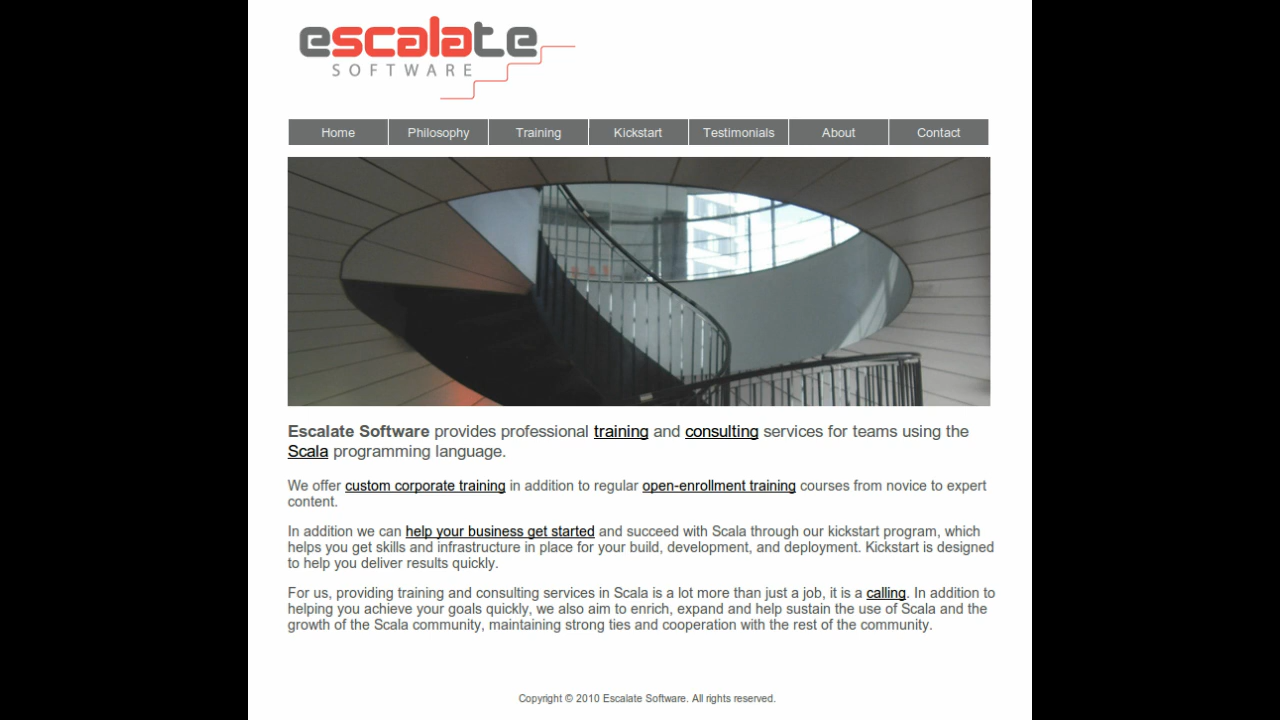 escalate
SOFTWARE
Home Philosophy Training Kickstart Testimonials About Contact
Escalate Software provides professional training and consulting services for teams using the
Scala programming language.
We offer custom corporate training in addition to regular open-enrollment training courses from novice to expert
content.
In addition we can help your business get started and succeed with Scala through our kickstart program, which
helps you get skills and infrastructure in place for your build, development, and deployment. Kickstart is designed
to help you deliver results quickly.
For us, providing training and consulting services in Scala is a lot more than just a job, it is a calling. In addition to
helping you achieve your goals quickly, we also aim to enrich, expand and help sustain the use of Scala and the
growth of the Scala community, maintaining strong ties and cooperation with the rest of the community.
Copyright © 2010 Escalate Software. All rights reserved.